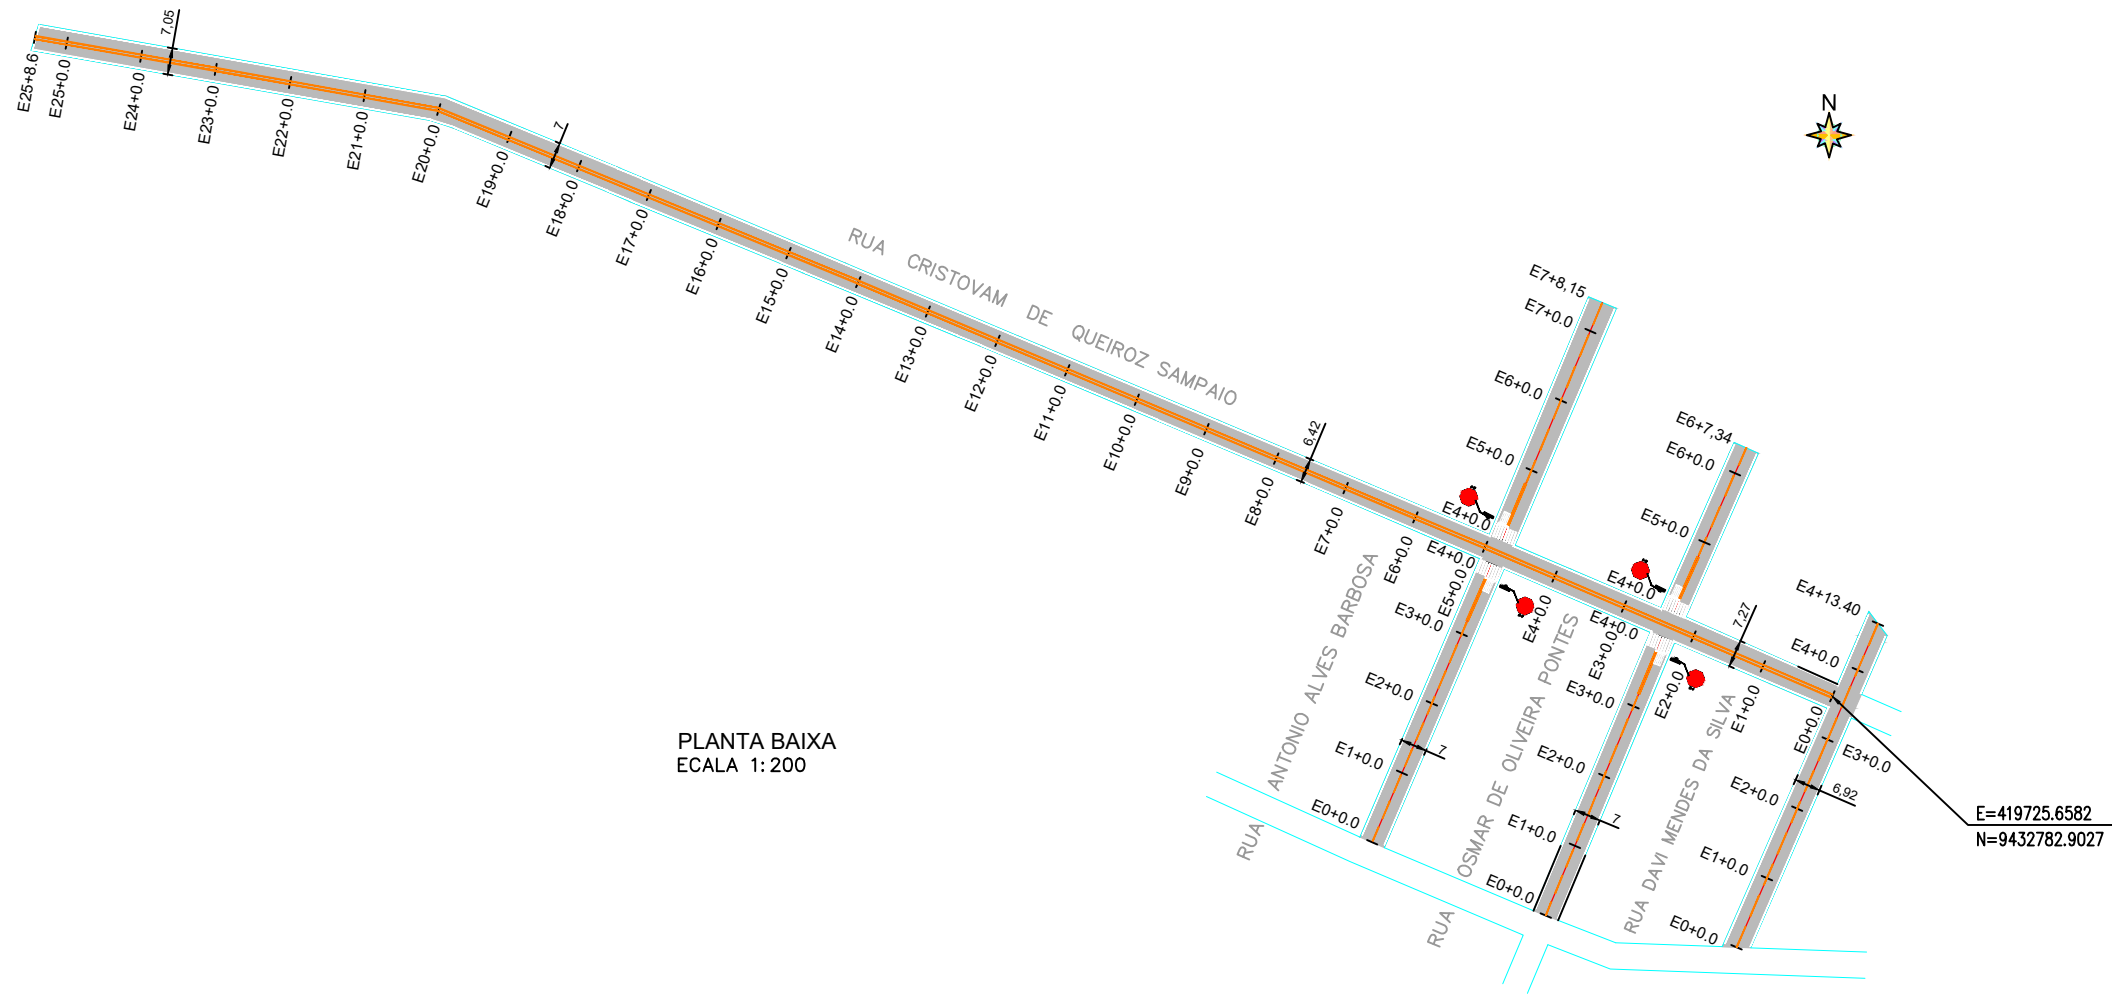 7,05
E25+8.6
E25+0.0
E24+0.0
E23+0.0
E22+0.0
E21+0.0
E20+0.0
E19+0.0
7
E18+0.0
E17+0.0
E16+0.0
E15+0.0
E14+0.0
E13+0.0
E12+0.0
E11+0.0
E10+0.0
E9+0.0
E8+0.0
6.42
E7+0.0
E6+0.0
E5+0.0
E4+0.0
E3+0.0
E2+0.0
7,27
E1+0.0
E0+0.0
RUA CRISTOVAM DE QUEIROZ SAMPAIO
N
E7+8,15
E7+0.0
E6+0.0
E5+0.0
E4+0.0
E4+0.0
E3+0.0
E2+0.0
7
E1+0.0
E0+0.0
RUA ANTONIO ALVES BARBOSA
E6+7,34
E6+0.0
E5+0.0
E4+0.0
E4+0.0
E3+0.0
E2+0.0
7
E1+0.0
E0+0.0
RUA OSMAR DE OLIVEIRA PONTES
E4+13.40
E4+0.0
E3+0.0
E2+0.0
6,92
E1+0.0
E0+0.0
RUA DAVI MENDES DA SILVA
E=419725.6582
N=9432782.9027
PLANTA BAIXA
ECALA 1:200